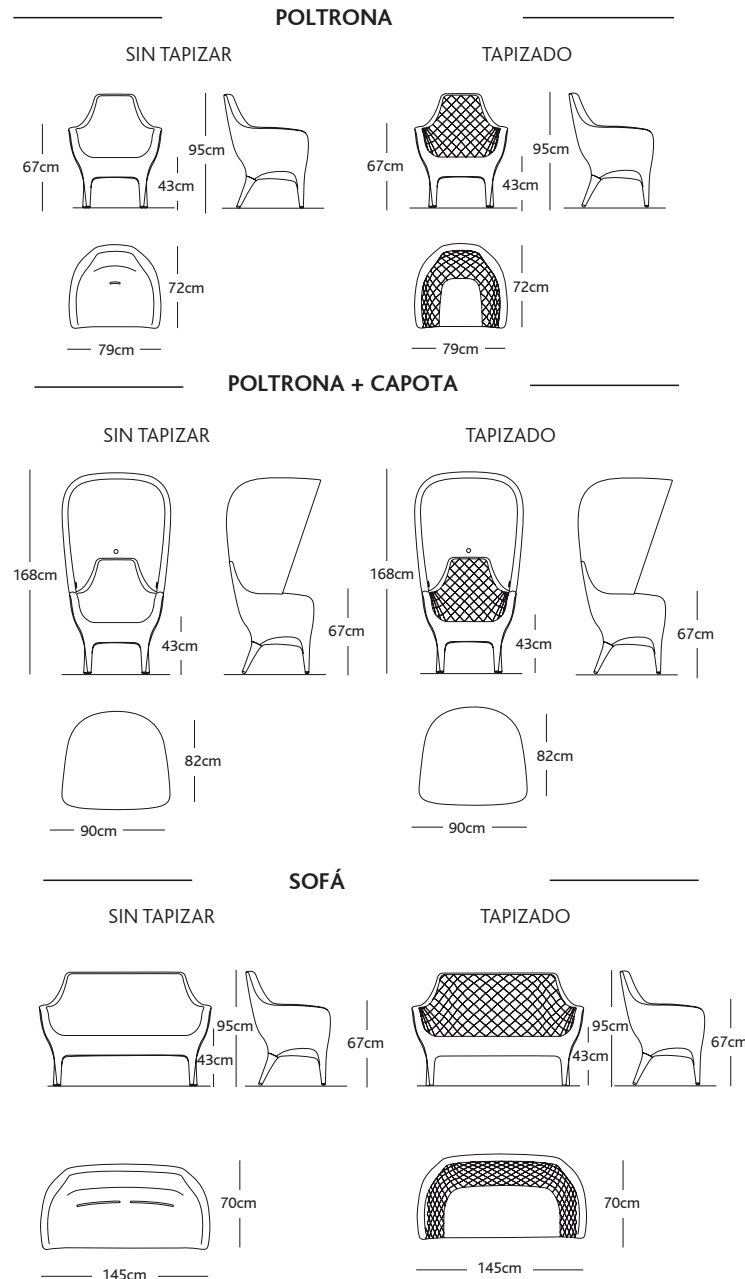 POLTRONA
SIN TAPIZAR
TAPIZADO
67cm
95cm
43cm
67cm
95cm
43cm
72cm
72cm
79cm
79cm
POLTRONA + CAPOTA
SIN TAPIZAR
TAPIZADO
168cm
43cm
67cm
168cm
43cm
67cm
82cm
82cm
90cm
90cm
SOFÁ
SIN TAPIZAR
TAPIZADO
95cm
43cm
67cm
95cm
43cm
67cm
70cm
70cm
145cm
145cm